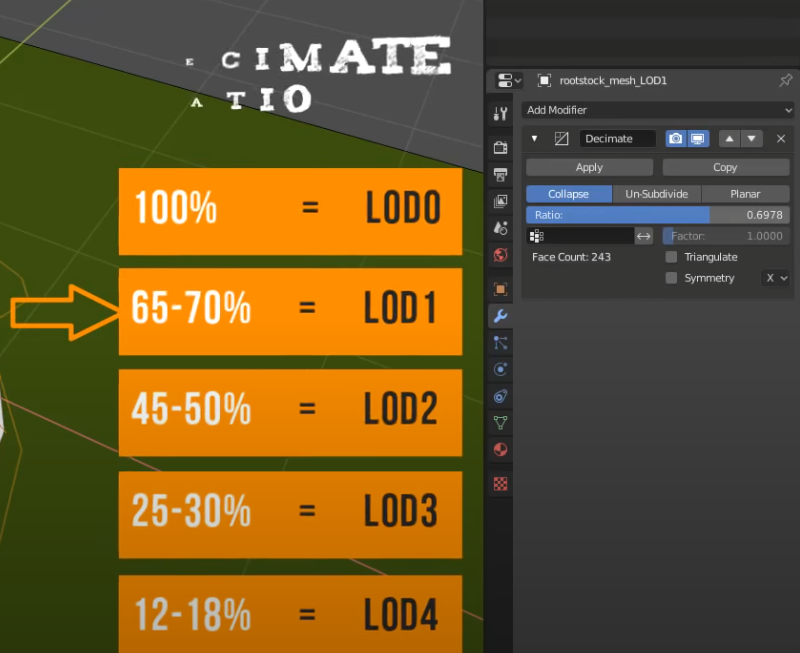 E CIMATE
A TIO
100% = LOD0
65-70% = LOD1
45-50% = LOD2
25-30% = LOD3
12-18% = LOD4
rootstock_mesh_LOD1
Add Modifier
Decimate
Apply Copy
Collapse Un-Subdivide Planar
Ratio: 0.6978
Factor: 1.0000
Face Count: 243 Triangulate
Symmetry X